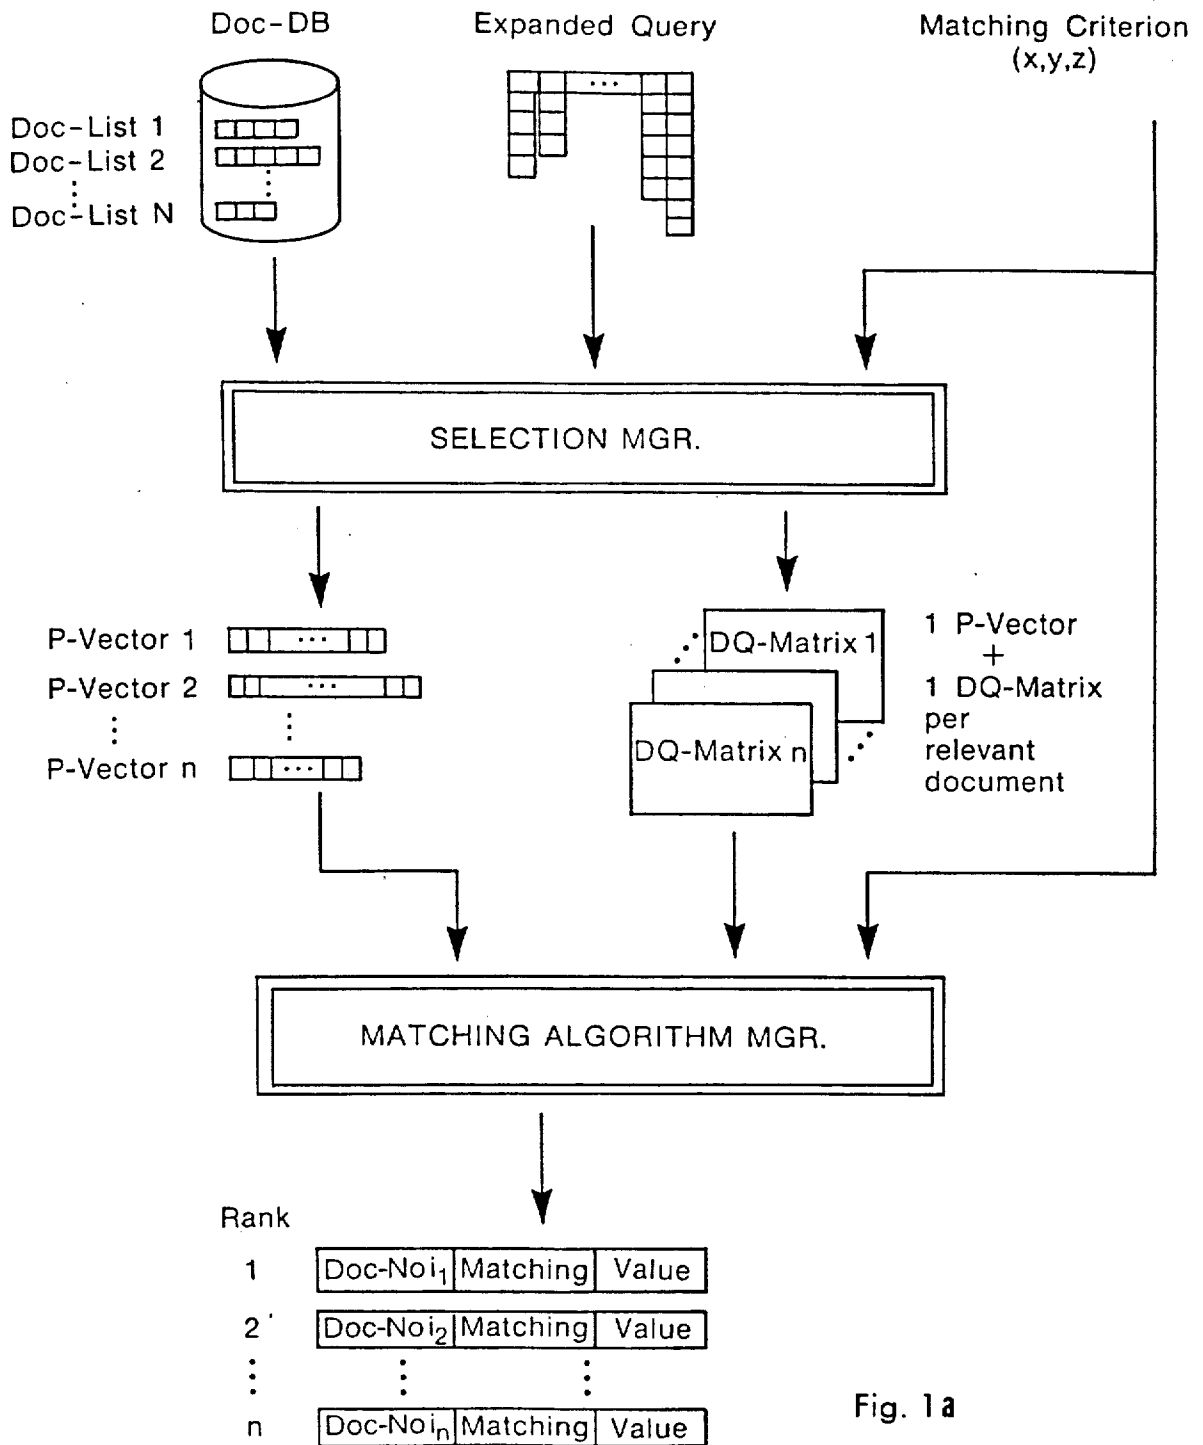 Doc-DB
Expanded Query
Matching Criterion
(x,y,z)
Doc-List 1
Doc-List 2
Doc-List N
SELECTION MGR.
P-Vector 1
P-Vector 2
P-Vector n
DQ-Matrix 1
DQ-Matrix n
1 P-Vector
+
1 DQ-Matrix
per
relevant
document
MATCHING ALGORITHM MGR.
Rank
1 Doc-Noi₁ Matching Value
2 Doc-Noi₂ Matching Value
n Doc-Noiₙ Matching Value
Fig. 1a